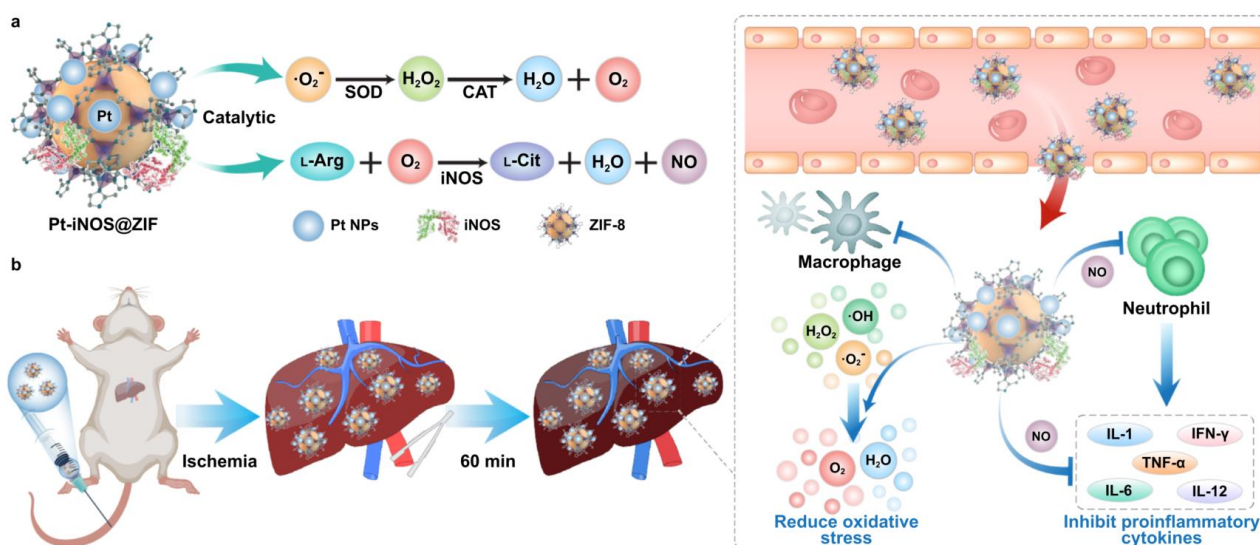 a
Pt
Pt-iNOS@ZIF
Catalytic
·O₂⁻
SOD
H₂O₂
CAT
H₂O
+
O₂
L-Arg
+
O₂
iNOS
L-Cit
+
H₂O
+
NO
Pt NPs
iNOS
ZIF-8
b
Ischemia
60 min
Macrophage
NO
Neutrophil
H₂O₂
·OH
·O₂⁻
O₂
H₂O
Reduce oxidative
stress
NO
IL-1
IFN-γ
TNF-α
IL-6
IL-12
Inhibit proinflammatory
cytokines